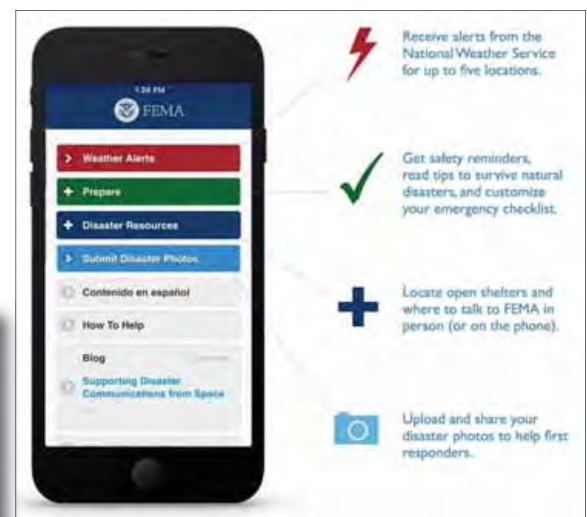 1:39 PM
FEMA
Weather Alerts
Prepare
Disaster Resources
Submit Disaster Photos
Contenido en español
How To Help
Blog
Supporting Disaster
Communications from Space
Receive alerts from the
National Weather Service
for up to five locations.
Get safety reminders,
read tips to survive natural
disasters, and customize
your emergency checklist.
Locate open shelters and
where to talk to FEMA in
person (or on the phone).
Upload and share your
disaster photos to help first
responders.